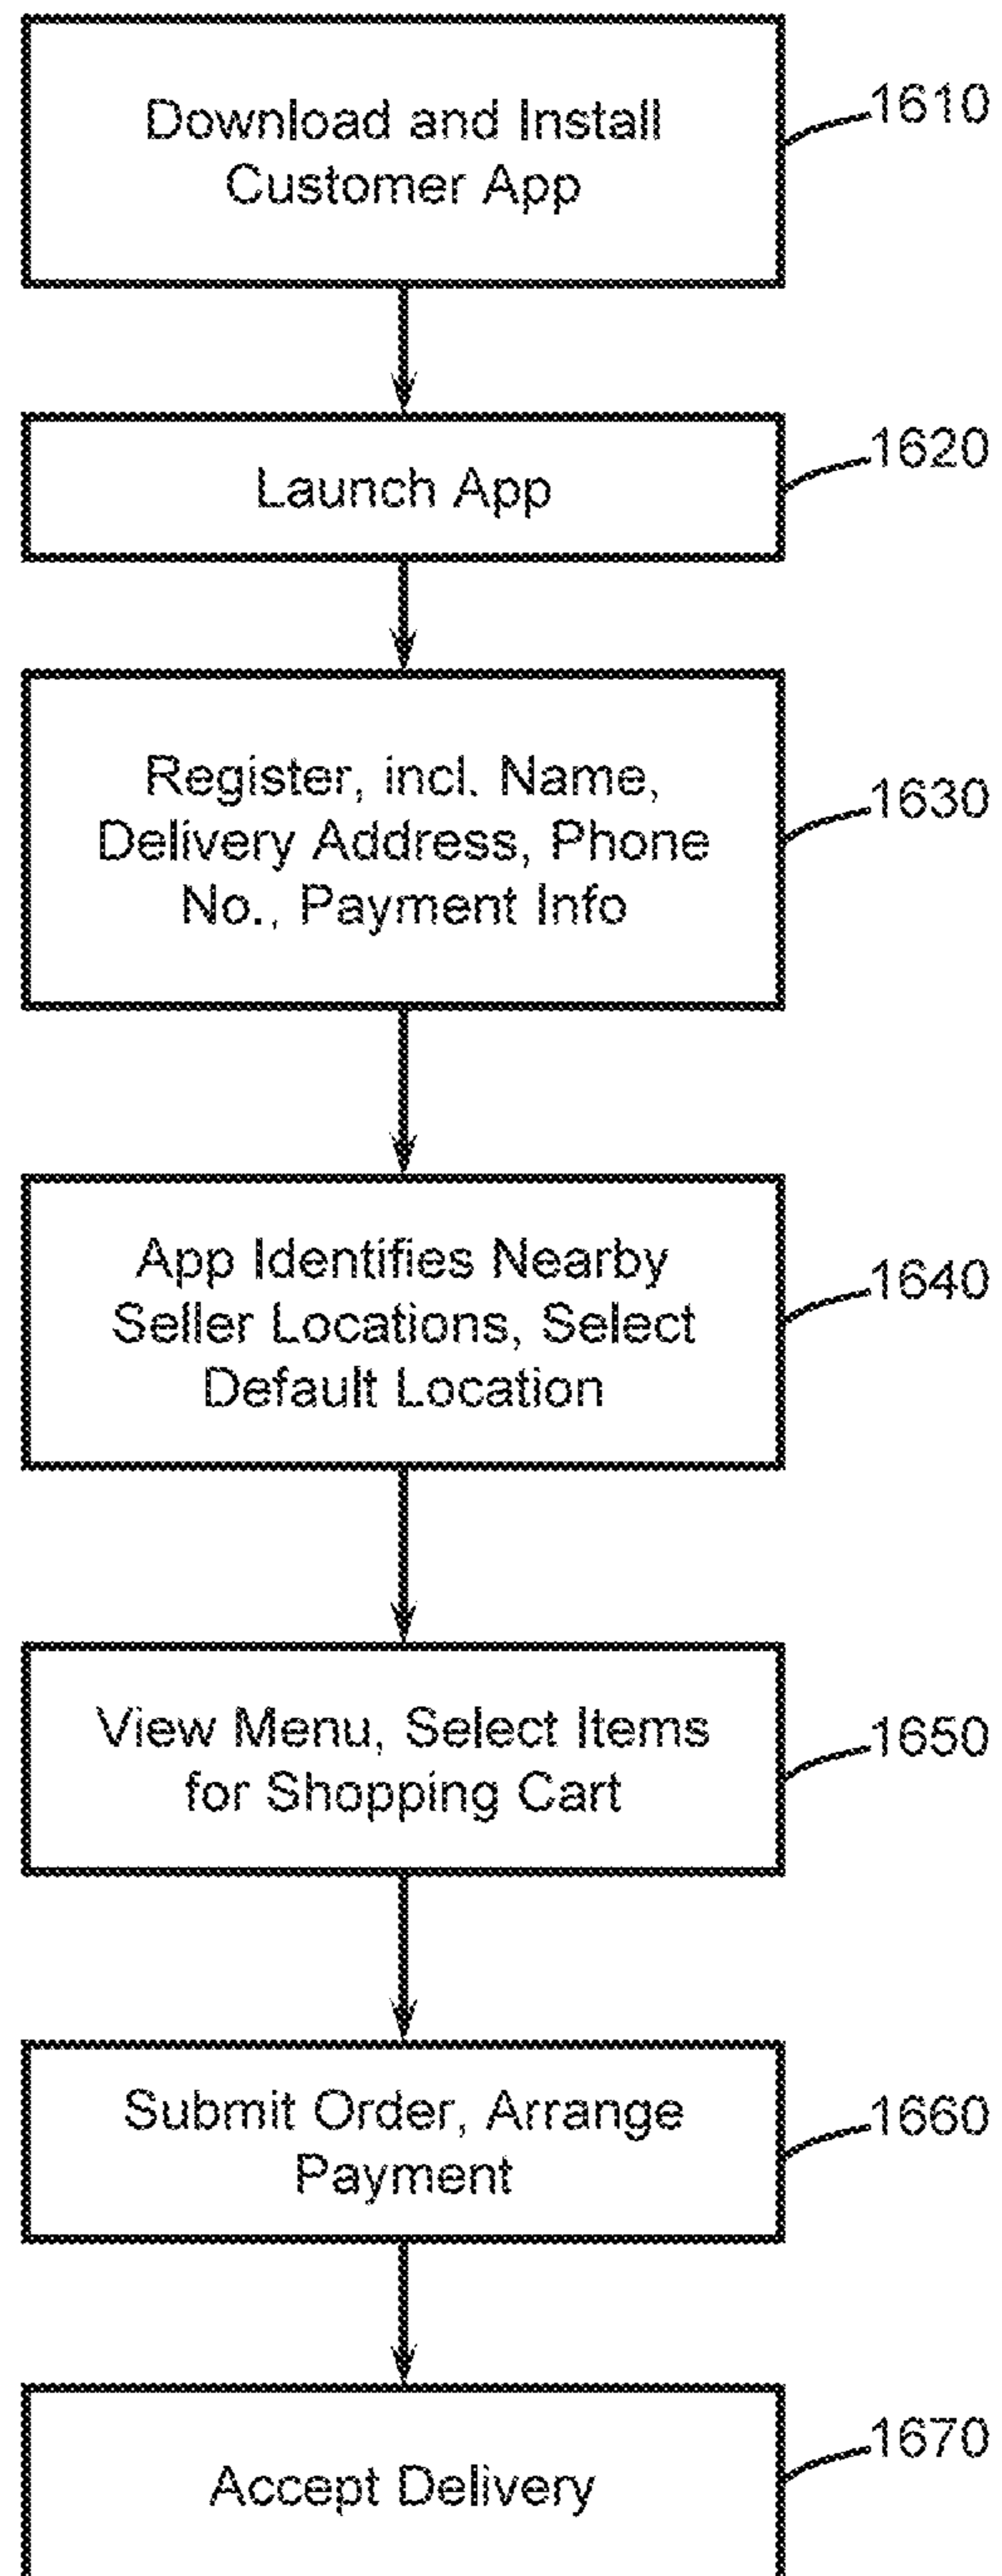 Download and Install
Customer App
1610
Launch App
1620
Register, incl. Name,
Delivery Address, Phone
No., Payment Info
1630
App Identifies Nearby
Seller Locations, Select
Default Location
1640
View Menu, Select Items
for Shopping Cart
1650
Submit Order, Arrange
Payment
1660
Accept Delivery
1670